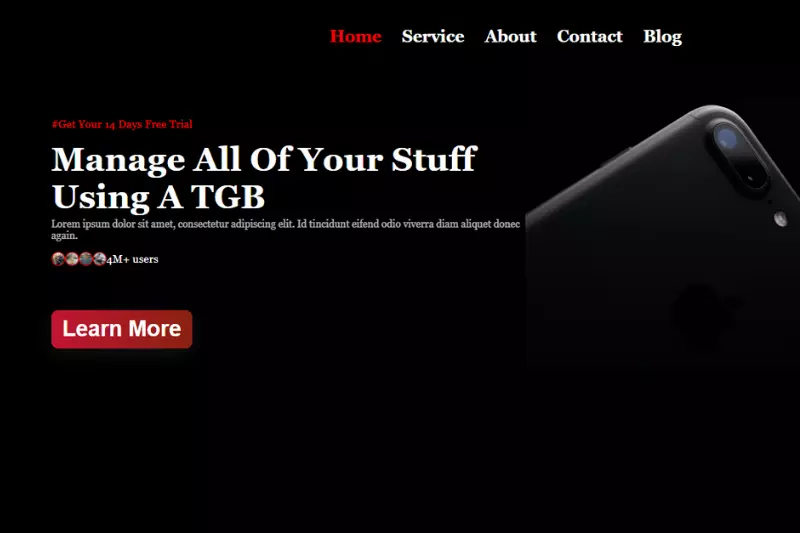 Home Service About Contact Blog
#Get Your 14 Days Free Trial
Manage All Of Your Stuff
Using A TGB
Lorem ipsum dolor sit amet, consectetur adipiscing elit. Id tincidunt eifend odio viverra diam aliquet donec
again.
4M+ users
Learn More